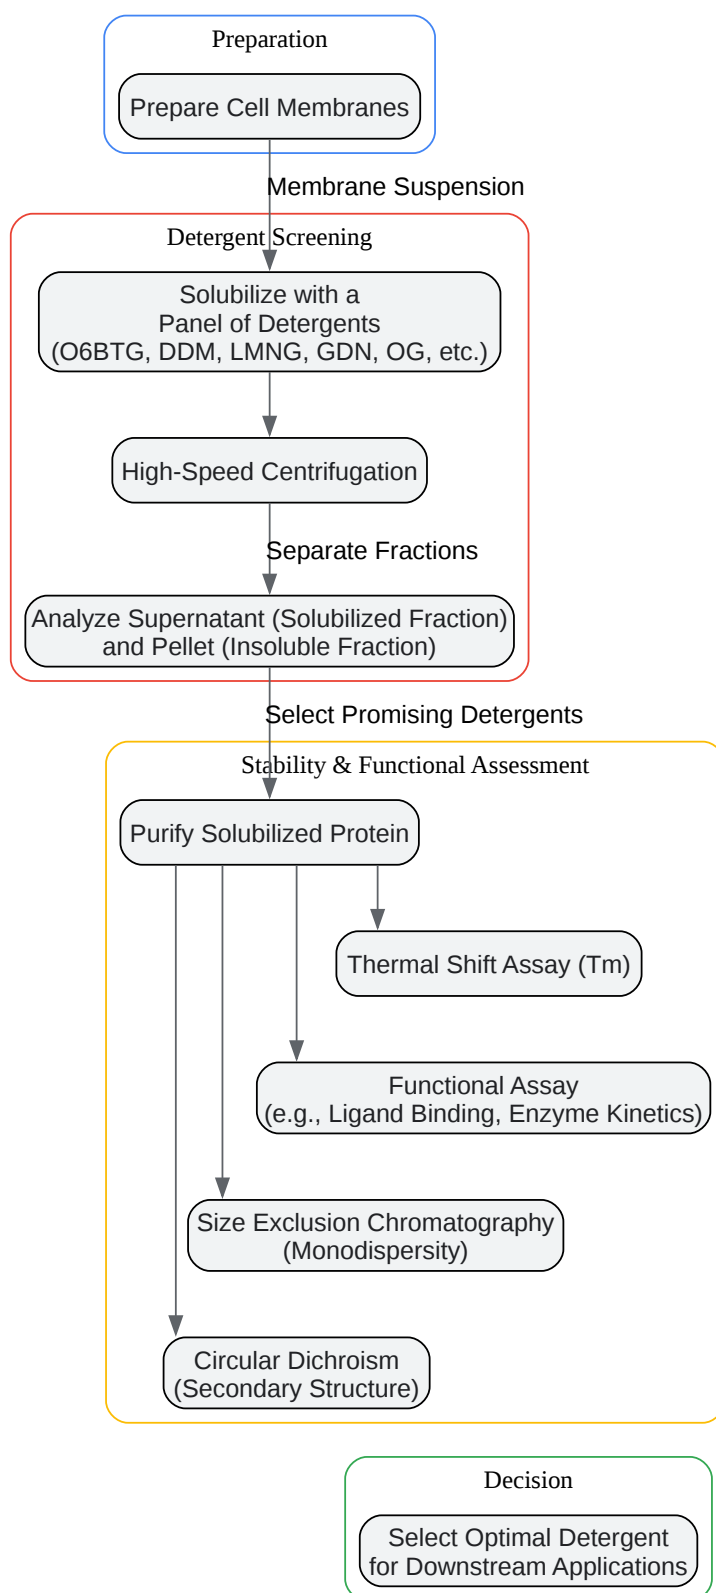 Preparation
Prepare Cell Membranes
Membrane Suspension
Detergent Screening
Solubilize with a
Panel of Detergents
(O6BTG, DDM, LMNG, GDN, OG, etc.)
High-Speed Centrifugation
Separate Fractions
Analyze Supernatant (Solubilized Fraction)
and Pellet (Insoluble Fraction)
Select Promising Detergents
Stability & Functional Assessment
Purify Solubilized Protein
Thermal Shift Assay (Tm)
Functional Assay
(e.g., Ligand Binding, Enzyme Kinetics)
Size Exclusion Chromatography
(Monodispersity)
Circular Dichroism
(Secondary Structure)
Decision
Select Optimal Detergent
for Downstream Applications